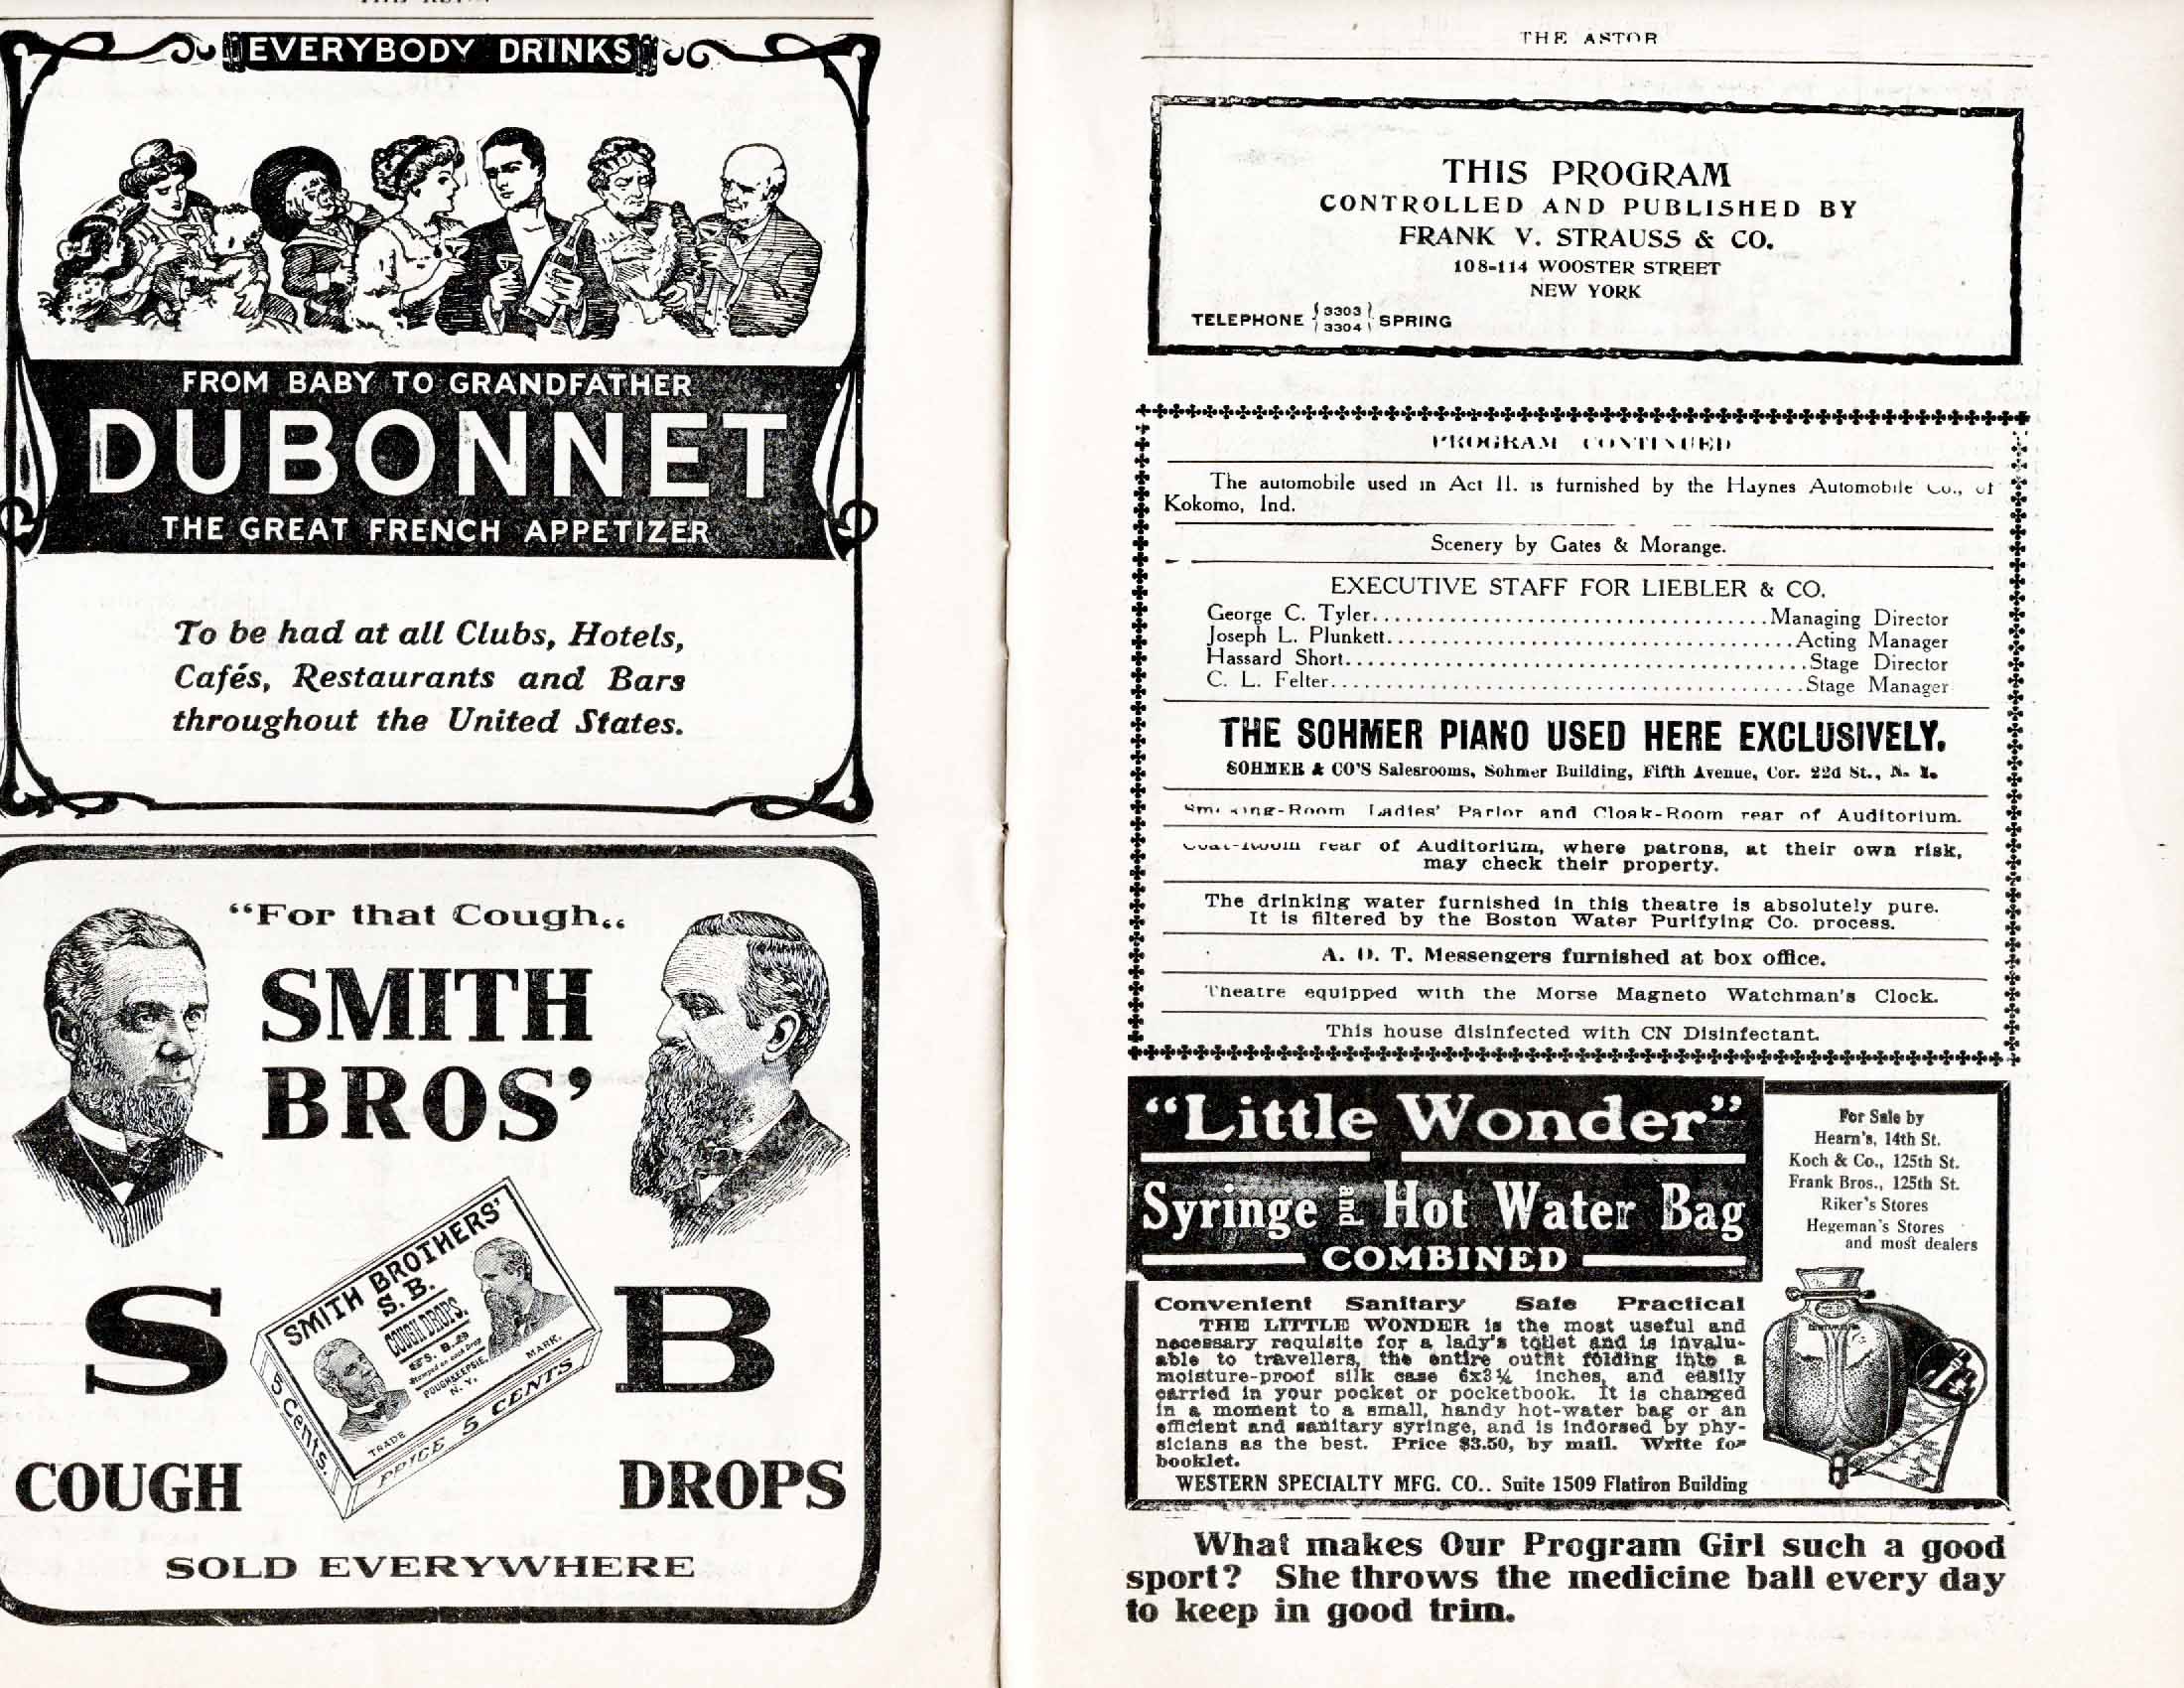 EVERYBODY DRINKS
FROM BABY TO GRANDFATHER
DUBONNET
THE GREAT FRENCH APPETIZER
To be had at all Clubs, Hotels,
Cafés, Restaurants and Bars
throughout the United States.
"For that Cough"
SMITH
BROS'
S B
SMITH BROTHERS'
S. B.
COUGH DROPS.
POUGHKEEPSIE,
N. Y.
TRADE MARK.
PRICE 5 CENTS
5 Cents.
COUGH DROPS
SOLD EVERYWHERE
THE ASTOR
THIS PROGRAM
CONTROLLED AND PUBLISHED BY
FRANK V. STRAUSS & CO.
108-114 WOOSTER STREET
NEW YORK
TELEPHONE { 3303 / 3304 } SPRING
PROGRAM CONTINUED
The automobile used in Act II. is furnished by the Haynes Automobile Co., of
Kokomo, Ind.
Scenery by Gates & Morange.
EXECUTIVE STAFF FOR LIEBLER & CO.
George C. Tyler.................................Managing Director
Joseph L. Plunkett.................................Acting Manager
Hassard Short......................................Stage Director
C. L. Felter.......................................Stage Manager
THE SOHMER PIANO USED HERE EXCLUSIVELY.
SOHMER & CO'S Salesrooms, Sohmer Building, Fifth Avenue, Cor. 22d St., N. Y.
Smoking-Room Ladies' Parlor and Cloak-Room rear of Auditorium.
Coat-Room rear of Auditorium, where patrons, at their own risk,
may check their property.
The drinking water furnished in this theatre is absolutely pure.
It is filtered by the Boston Water Purifying Co. process.
A. D. T. Messengers furnished at box office.
Theatre equipped with the Morse Magneto Watchman's Clock.
This house disinfected with CN Disinfectant.
"Little Wonder"
Syringe and Hot Water Bag
COMBINED
For Sale by
Hearn's, 14th St.
Koch & Co., 125th St.
Frank Bros., 125th St.
Riker's Stores
Hegeman's Stores
and most dealers
Convenient Sanitary Safe Practical
THE LITTLE WONDER is the most useful and
necessary requisite for a lady's toilet and is invalu-
able to travellers, the entire outfit folding into a
moisture-proof silk case 6x3½ inches, and easily
carried in your pocket or pocketbook. It is changed
in a moment to a small, handy hot-water bag or an
efficient and sanitary syringe, and is indorsed by phy-
sicians as the best. Price $3.50, by mail. Write for
booklet.
WESTERN SPECIALTY MFG. CO.. Suite 1509 Flatiron Building
What makes Our Program Girl such a good
sport? She throws the medicine ball every day
to keep in good trim.